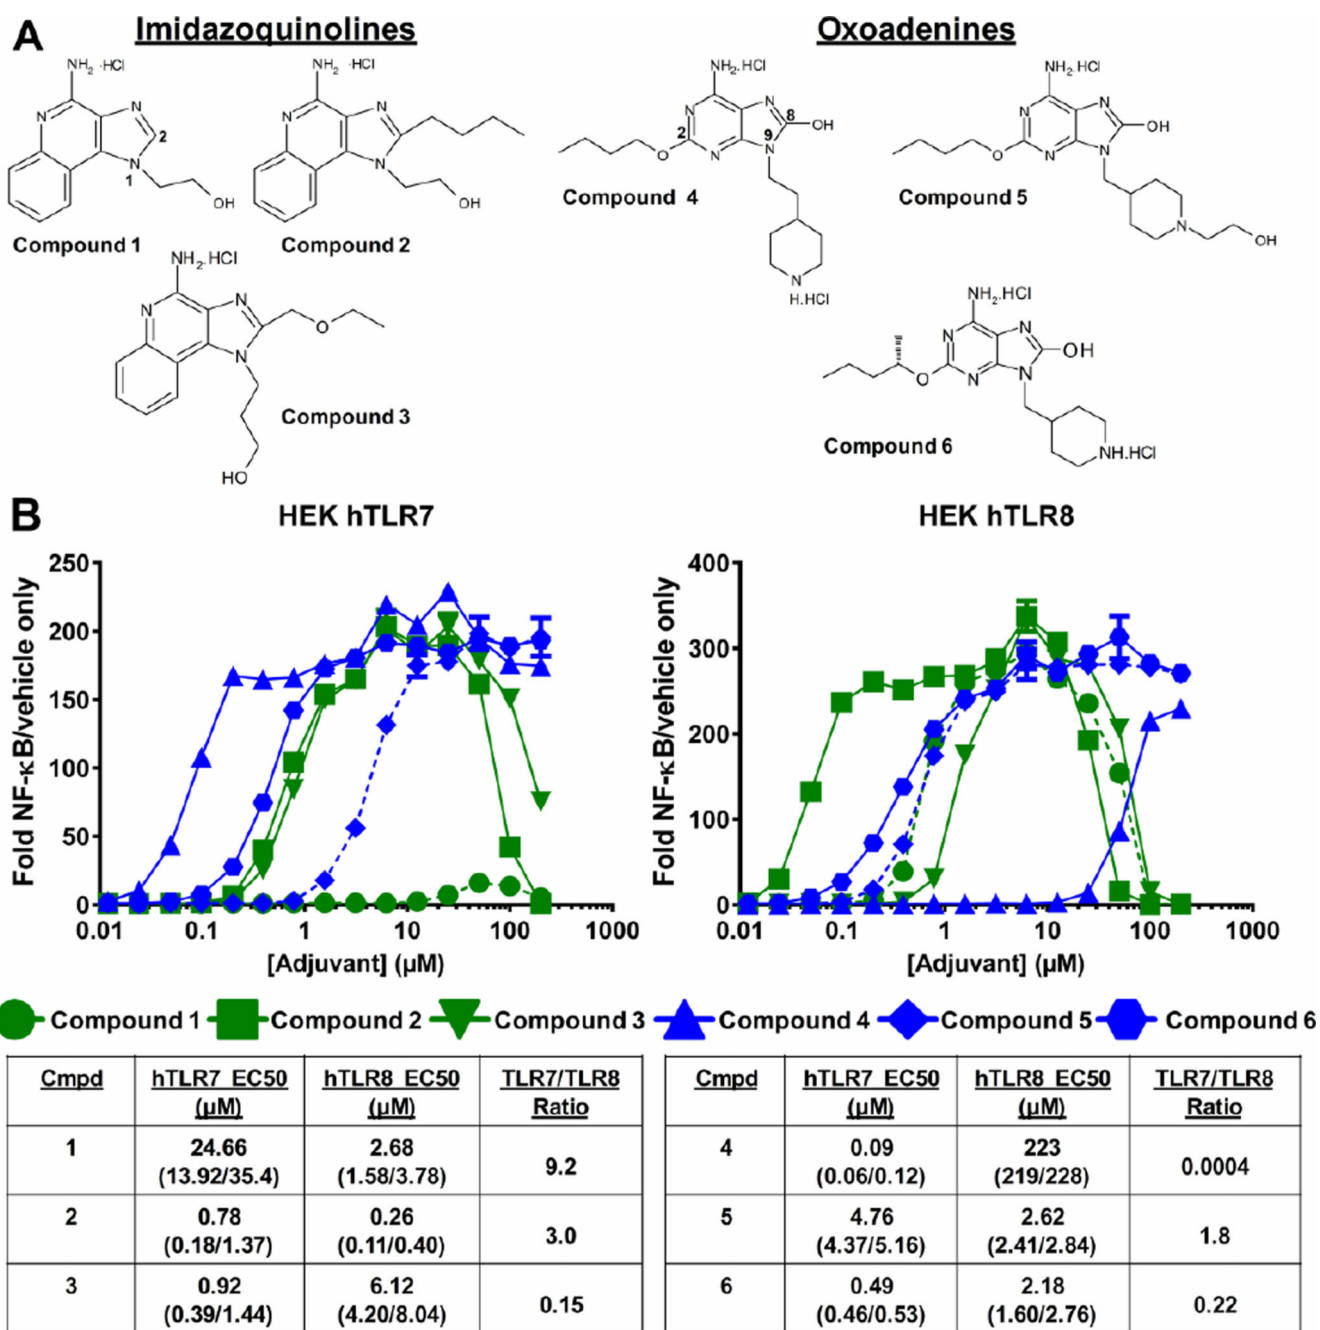 A
Imidazoquinolines
Oxoadenines
NH2 ·HCl
N
N
2
N
1
OH
Compound 1
NH2 ·HCl
N
N
N
OH
Compound 2
NH2.HCl
N
N
O
N
HO
Compound 3
NH2.HCl
N
N
8
OH
2
9
O
N
N
N
H.HCl
Compound 4
NH2.HCl
N
N
OH
O
N
N
N
OH
Compound 5
NH2.HCl
N
N
OH
O
N
N
NH.HCl
Compound 6
B
HEK hTLR7
Fold NF-κB/vehicle only
250
200
150
100
50
0
0.01 0.1 1 10 100 1000
[Adjuvant] (µM)
HEK hTLR8
Fold NF-κB/vehicle only
400
300
200
100
0
0.01 0.1 1 10 100 1000
[Adjuvant] (µM)
Compound 1 Compound 2 Compound 3 Compound 4 Compound 5 Compound 6
Cmpd hTLR7 EC50 (µM) hTLR8 EC50 (µM) TLR7/TLR8 Ratio
1 24.66 (13.92/35.4) 2.68 (1.58/3.78) 9.2
2 0.78 (0.18/1.37) 0.26 (0.11/0.40) 3.0
3 0.92 (0.39/1.44) 6.12 (4.20/8.04) 0.15
Cmpd hTLR7 EC50 (µM) hTLR8 EC50 (µM) TLR7/TLR8 Ratio
4 0.09 (0.06/0.12) 223 (219/228) 0.0004
5 4.76 (4.37/5.16) 2.62 (2.41/2.84) 1.8
6 0.49 (0.46/0.53) 2.18 (1.60/2.76) 0.22